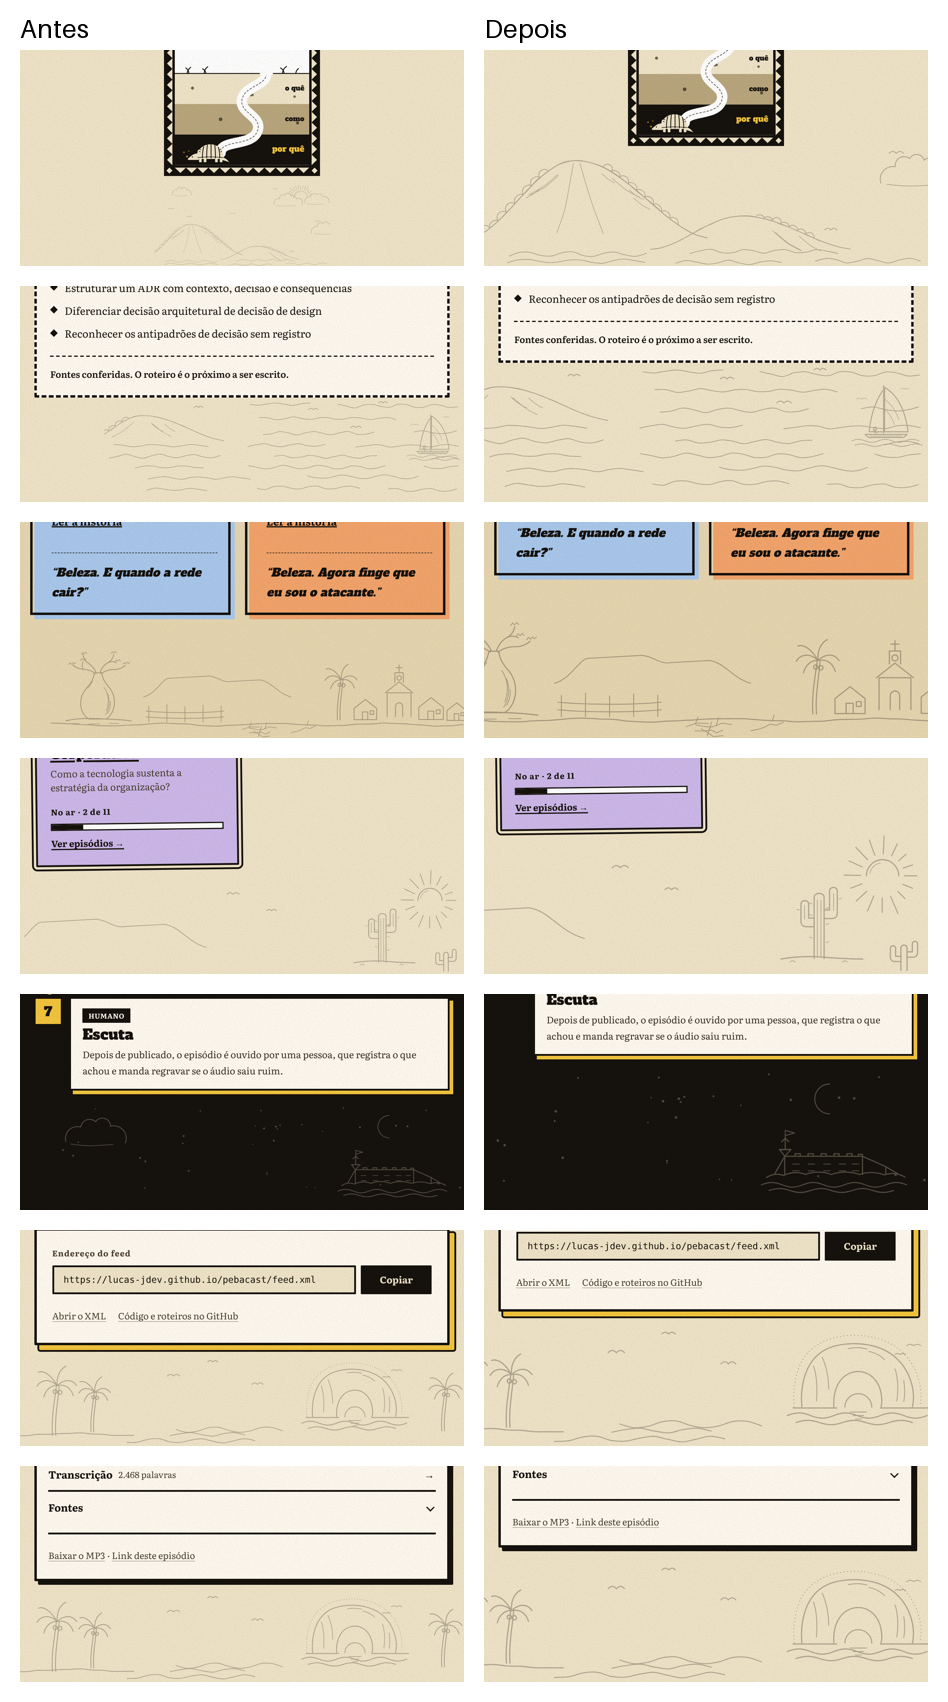 Antes
Depois
o quê
como
por quê
o quê
como
por quê
Estruturar um ADR com contexto, decisão e consequências
Diferenciar decisão arquitetural de decisão de design
Reconhecer os antipadrões de decisão sem registro
Fontes conferidas. O roteiro é o próximo a ser escrito.
Reconhecer os antipadrões de decisão sem registro
Fontes conferidas. O roteiro é o próximo a ser escrito.
Ler a história
"Beleza. E quando a rede
cair?"
"Beleza. Agora finge que
eu sou o atacante."
"Beleza. E quando a rede
cair?"
"Beleza. Agora finge que
eu sou o atacante."
Como a tecnologia sustenta a
estratégia da organização?
No ar · 2 de 11
Ver episódios →
No ar · 2 de 11
Ver episódios →
7
HUMANO
Escuta
Depois de publicado, o episódio é ouvido por uma pessoa, que registra o que
achou e manda regravar se o áudio saiu ruim.
Escuta
Depois de publicado, o episódio é ouvido por uma pessoa, que registra o que
achou e manda regravar se o áudio saiu ruim.
Endereço do feed
https://lucas-jdev.github.io/pebacast/feed.xml
Copiar
Abrir o XML Código e roteiros no GitHub
https://lucas-jdev.github.io/pebacast/feed.xml
Copiar
Abrir o XML Código e roteiros no GitHub
Transcrição 2.468 palavras →
Fontes
Baixar o MP3 · Link deste episódio
Fontes
Baixar o MP3 · Link deste episódio